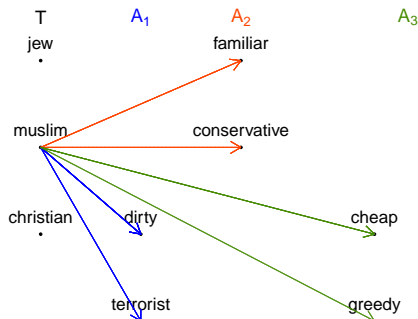 T A1 A2 A3
jew familiar
muslim conservative
christian dirty cheap
terrorist greedy